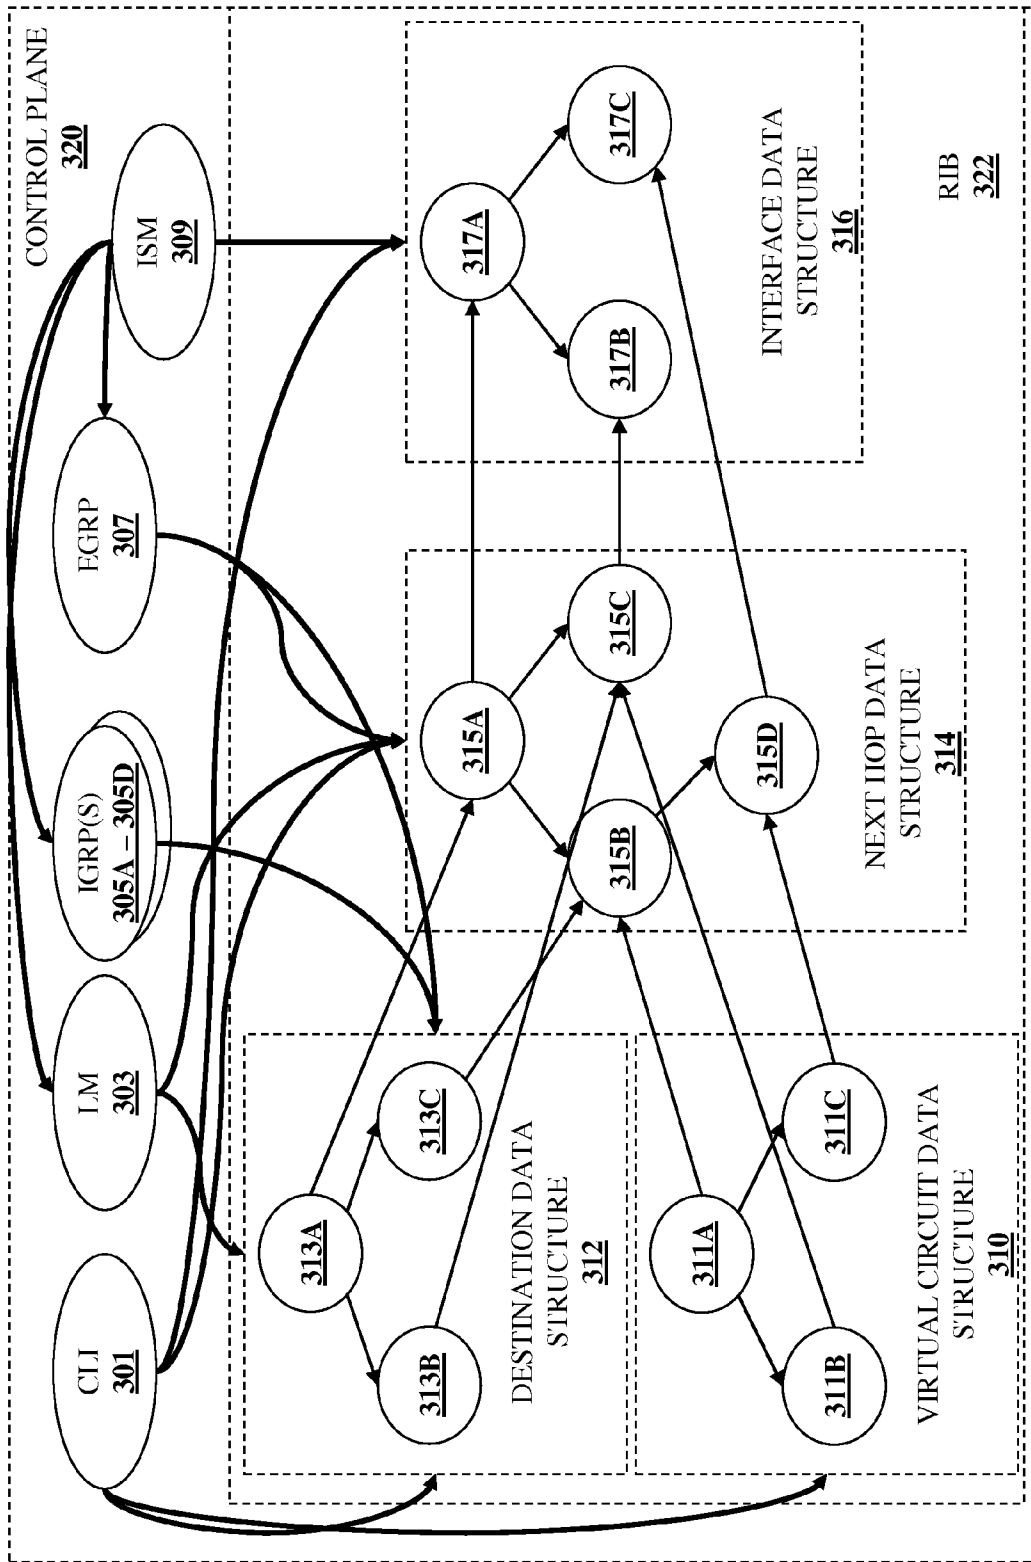 CONTROL PLANE
320
CLI
301
LM
303
IGRP(S)
305A – 305D
EGRP
307
ISM
309
313A
313B
313C
DESTINATION DATA
STRUCTURE
312
311A
311B
311C
VIRTUAL CIRCUIT DATA
STRUCTURE
310
315A
315B
315C
315D
NEXT HOP DATA
STRUCTURE
314
317A
317B
317C
INTERFACE DATA
STRUCTURE
316
RIB
322